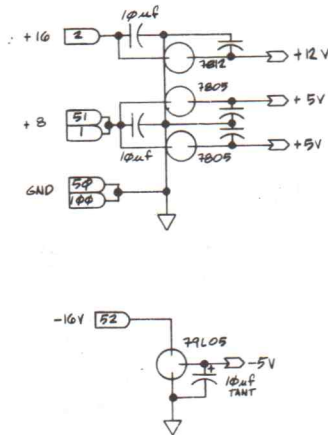 10uf
+16 2
7812 +12V
7805
+5V
+8 51
1
10uf 7805 +5V
GND 50
100
-16V 52
79L05
+ -5V
10uf
TANT